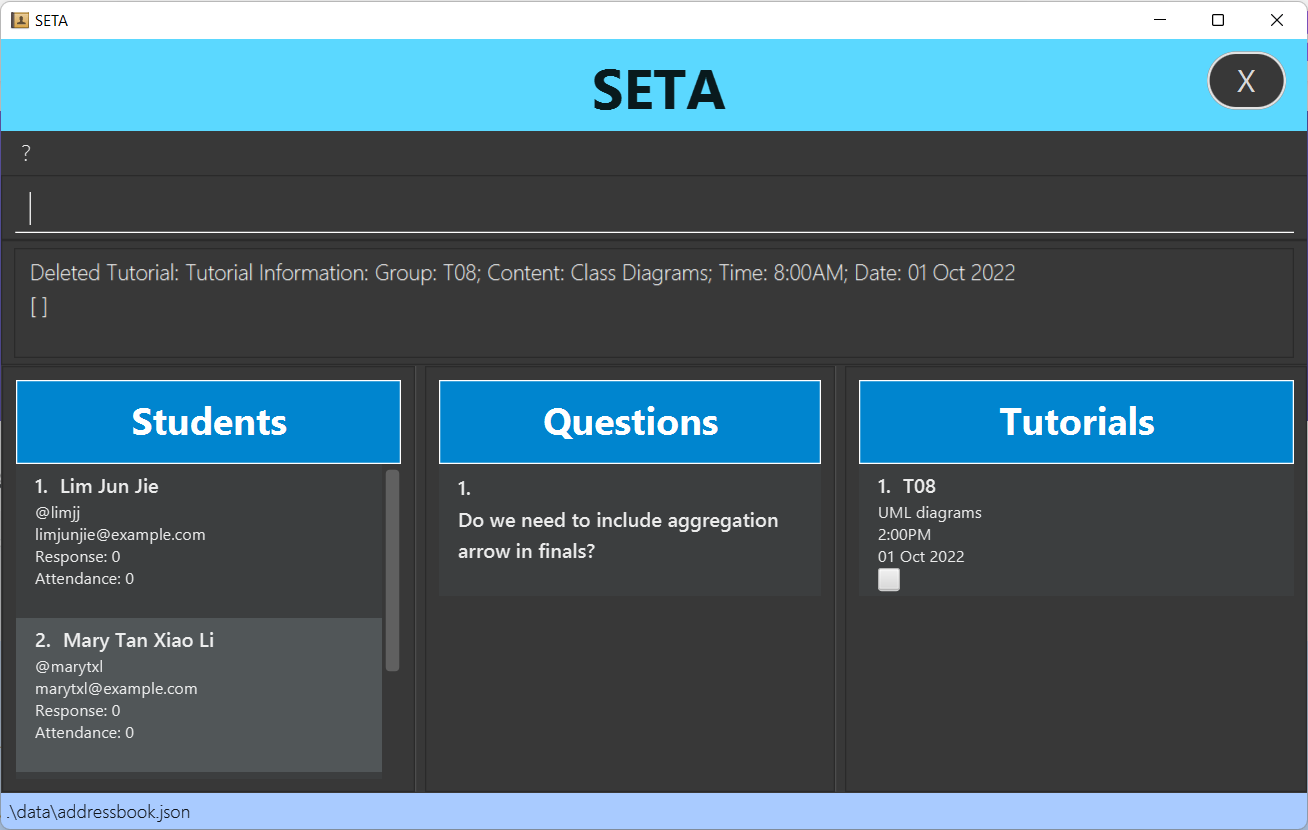 SETA
SETA
X
?
Deleted Tutorial: Tutorial Information: Group: T08; Content: Class Diagrams; Time: 8:00AM; Date: 01 Oct 2022
[ ]
Students
1. Lim Jun Jie
@limjj
limjunjie@example.com
Response: 0
Attendance: 0
2. Mary Tan Xiao Li
@marytxl
marytxl@example.com
Response: 0
Attendance: 0
Questions
1.
Do we need to include aggregation
arrow in finals?
Tutorials
1. T08
UML diagrams
2:00PM
01 Oct 2022
.\data\addressbook.json